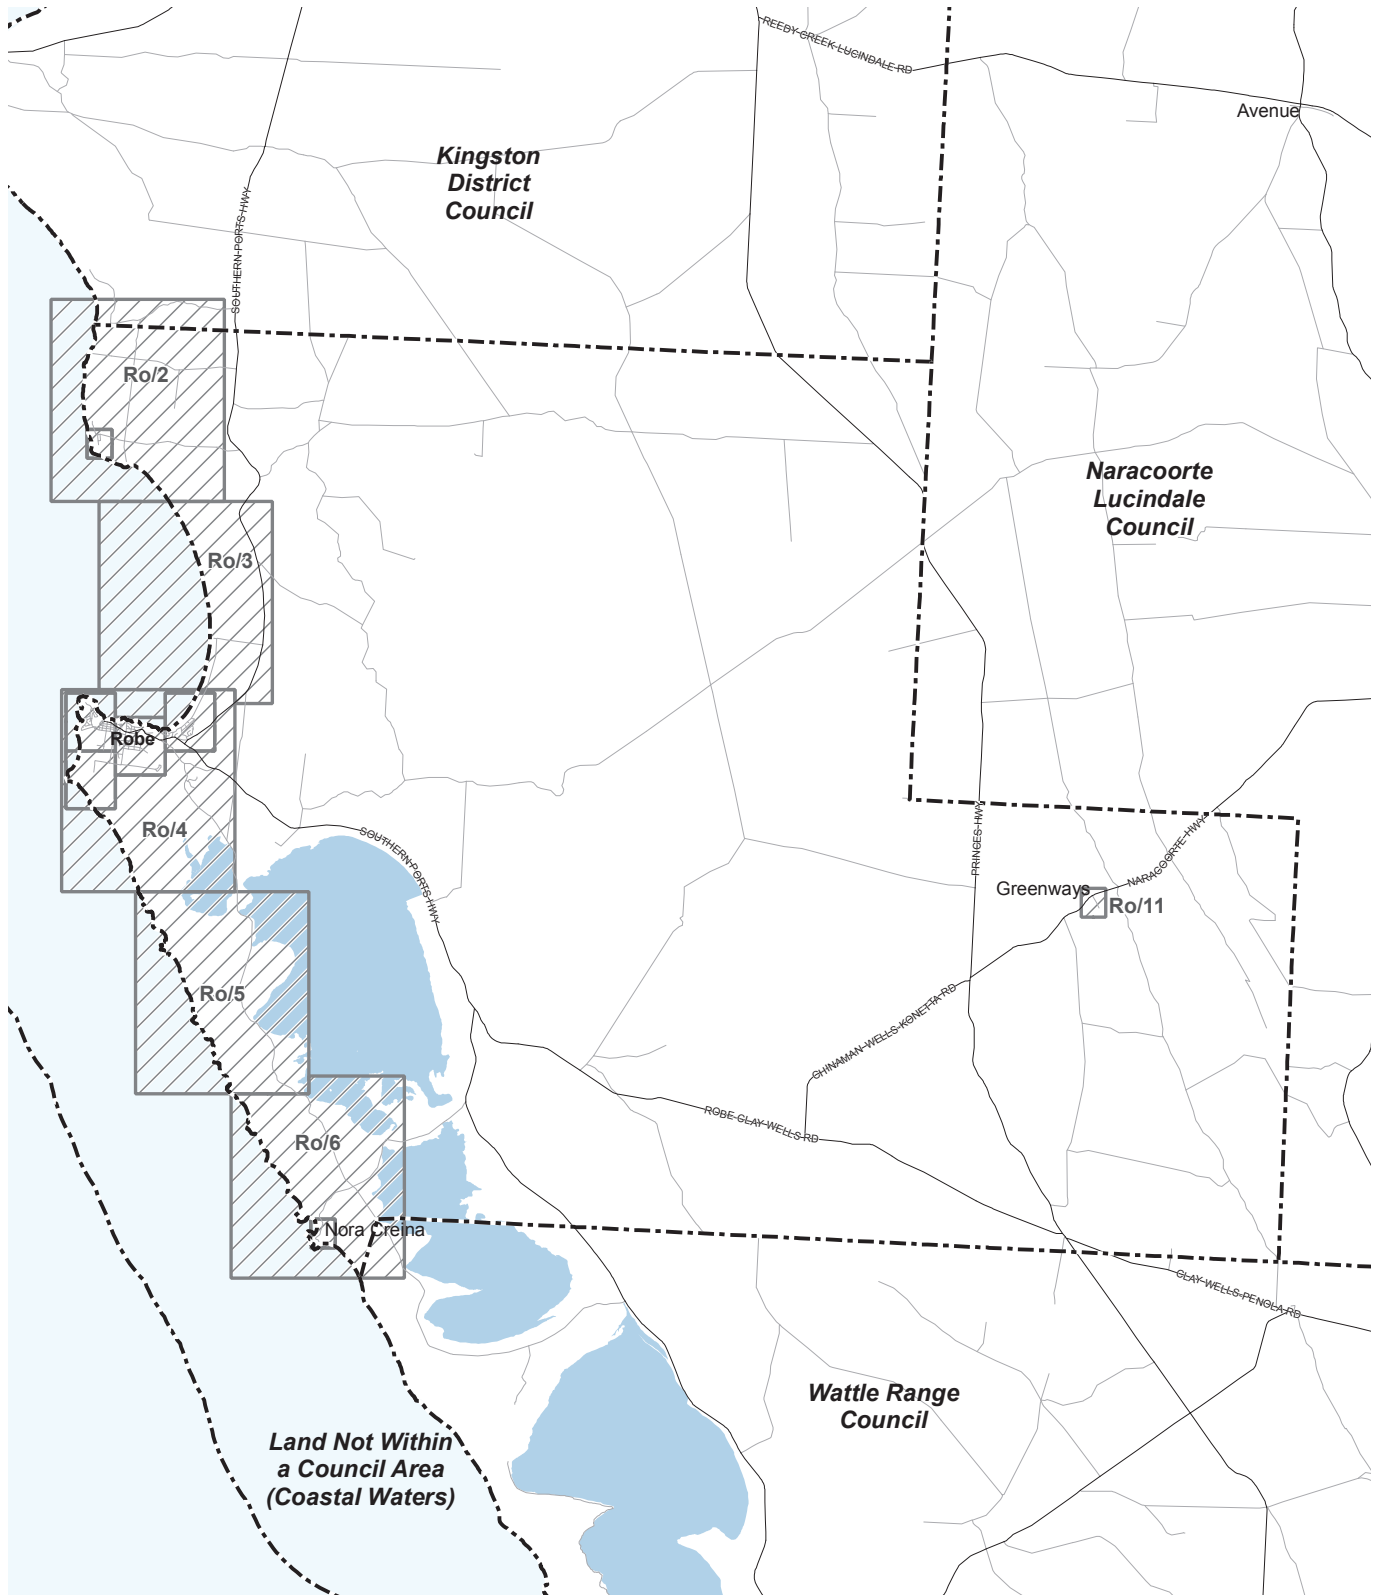 REEDY CREEK-LUCINDALE RD
Avenue
Kingston
District
Council
SOUTHERN PORTS HWY
Ro/2
Naracoorte
Lucindale
Council
Ro/3
Robe
Ro/4
SOUTHERN PORTS HWY
PRINCES HWY
NARACOORTE HWY
Greenways
Ro/11
Ro/5
CHINAMAN WELLS-KONETTA RD
ROBE-CLAY WELLS RD
Ro/6
Nora Creina
CLAY WELLS-PENOLA RD
Wattle Range
Council
Land Not Within
a Council Area
(Coastal Waters)